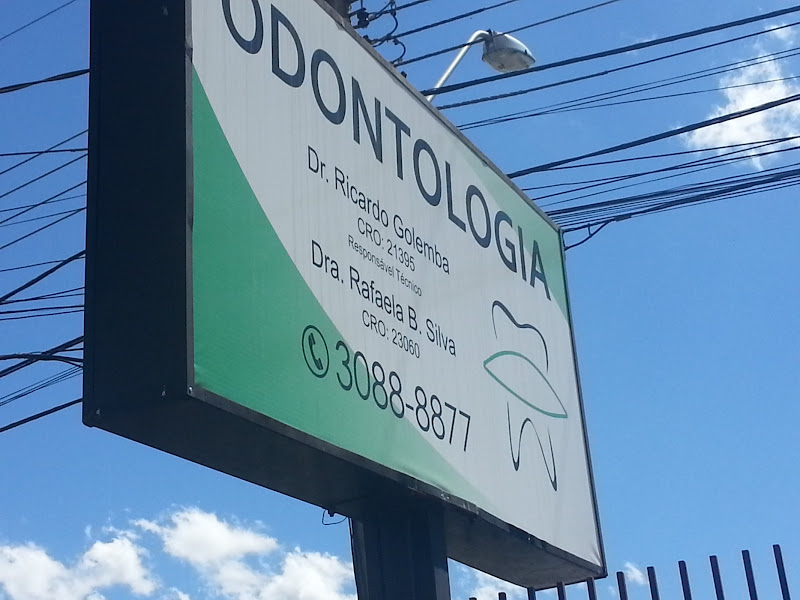 ODONTOLOGIA
Dr. Ricardo Golemba
CRO: 21395
Responsável Técnico
Dra. Rafaela B. Silva
CRO: 23060
3088-8877